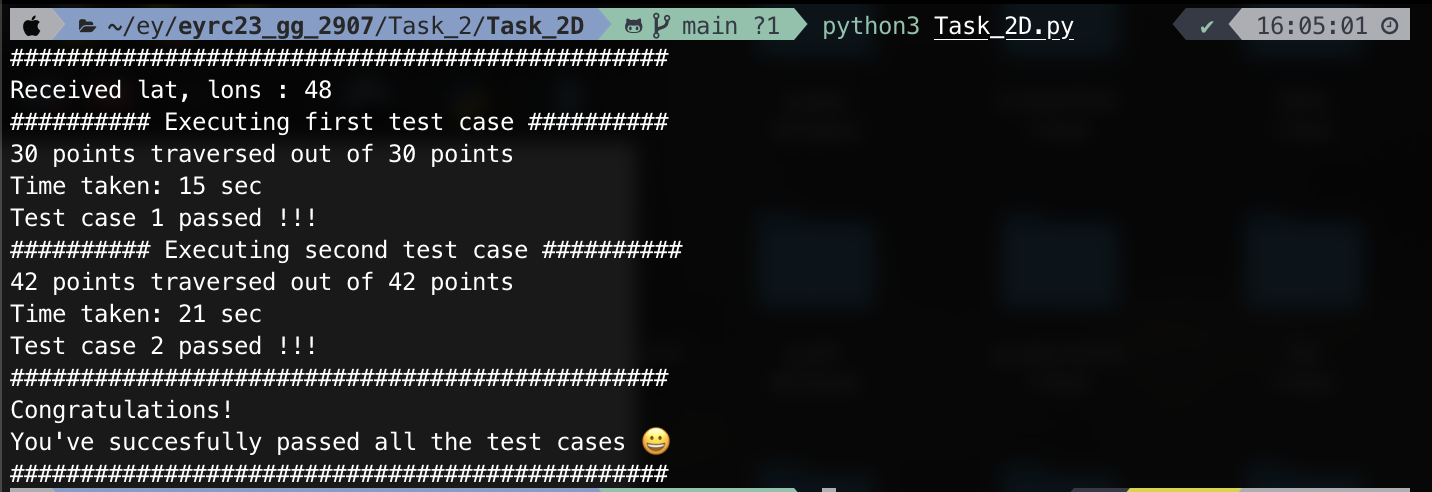 ~/ey/eyrc23_gg_2907/Task_2/Task_2D main ?1 python3 Task_2D.py ✔ 16:05:01
###############################################
Received lat, lons : 48
########## Executing first test case ##########
30 points traversed out of 30 points
Time taken: 15 sec
Test case 1 passed !!!
########## Executing second test case ##########
42 points traversed out of 42 points
Time taken: 21 sec
Test case 2 passed !!!
###############################################
Congratulations!
You've succesfully passed all the test cases 😀
###############################################